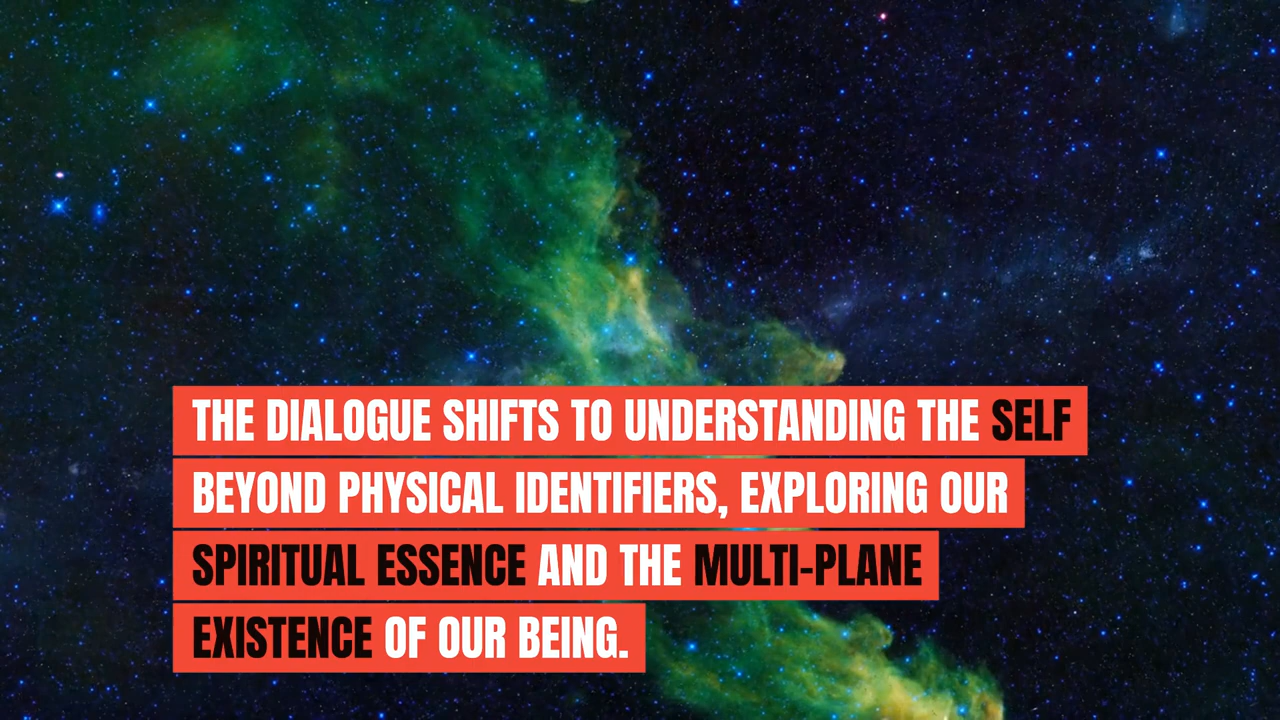 THE DIALOGUE SHIFTS TO UNDERSTANDING THE SELF
BEYOND PHYSICAL IDENTIFIERS, EXPLORING OUR
SPIRITUAL ESSENCE AND THE MULTI-PLANE
EXISTENCE OF OUR BEING.